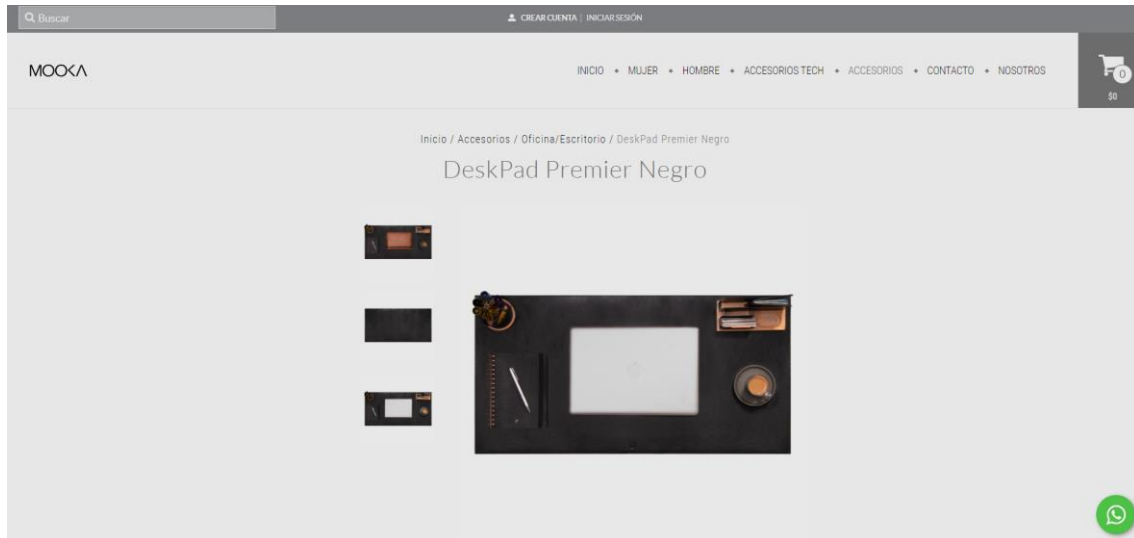 Buscar
CREAR CUENTA | INICIAR SESIÓN
MOOKA
INICIO • MUJER • HOMBRE • ACCESORIOS TECH • ACCESORIOS • CONTACTO • NOSOTROS
0
$0
Inicio / Accesorios / Oficina/Escritorio / DeskPad Premier Negro
DeskPad Premier Negro